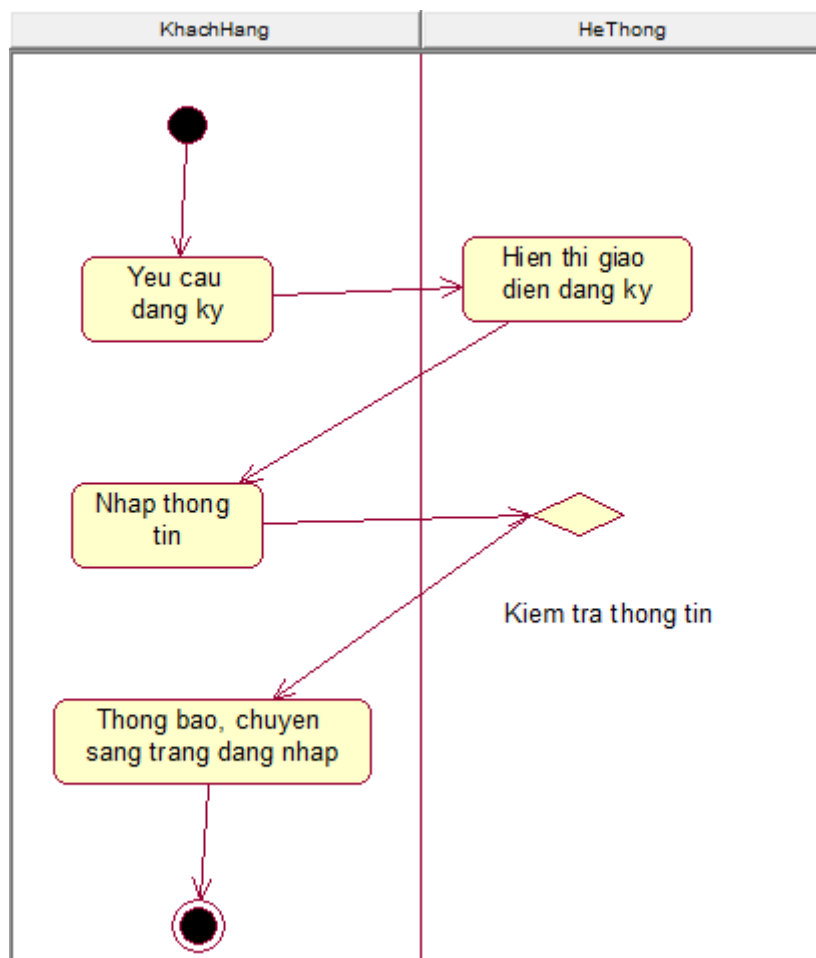 KhachHang
HeThong
Yeu cau
dang ky
Hien thi giao
dien dang ky
Nhap thong
tin
Kiem tra thong tin
Thong bao, chuyen
sang trang dang nhap